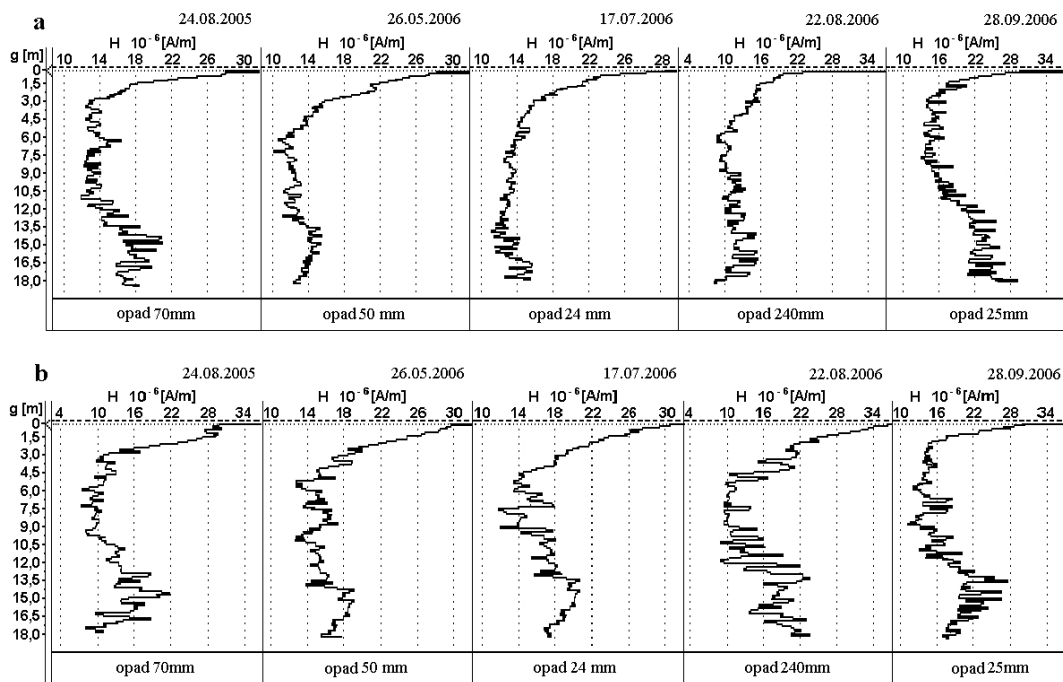 a
24.08.2005 26.05.2006 17.07.2006 22.08.2006 28.09.2006
H 10⁻⁶ [A/m] H 10⁻⁶ [A/m] H 10⁻⁶ [A/m] H 10⁻⁶ [A/m] H 10⁻⁶ [A/m]
g [m] 10 14 18 22 26 30 10 14 18 22 26 30 10 14 18 22 26 28 4 10 16 22 28 34 10 16 22 28 34
0
1,5
3,0
4,5
6,0
7,5
9,0
10,5
12,0
13,5
15,0
16,5
18,0
opad 70mm opad 50 mm opad 24 mm opad 240mm opad 25mm
b
24.08.2005 26.05.2006 17.07.2006 22.08.2006 28.09.2006
H 10⁻⁶ [A/m] H 10⁻⁶ [A/m] H 10⁻⁶ [A/m] H 10⁻⁶ [A/m] H 10⁻⁶ [A/m]
g [m] 4 10 16 22 28 34 10 14 18 22 26 30 10 14 18 22 26 30 4 10 16 22 28 34 10 16 22 28 34
0
1,5
3,0
4,5
6,0
7,5
9,0
10,5
12,0
13,5
15,0
16,5
18,0
opad 70mm opad 50 mm opad 24 mm opad 240mm opad 25mm